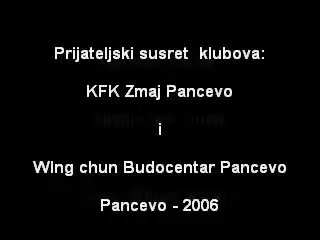 Prijateljski susret klubova:
KFK Zmaj Pancevo
i
WIng chun Budocentar Pancevo
Pancevo - 2006